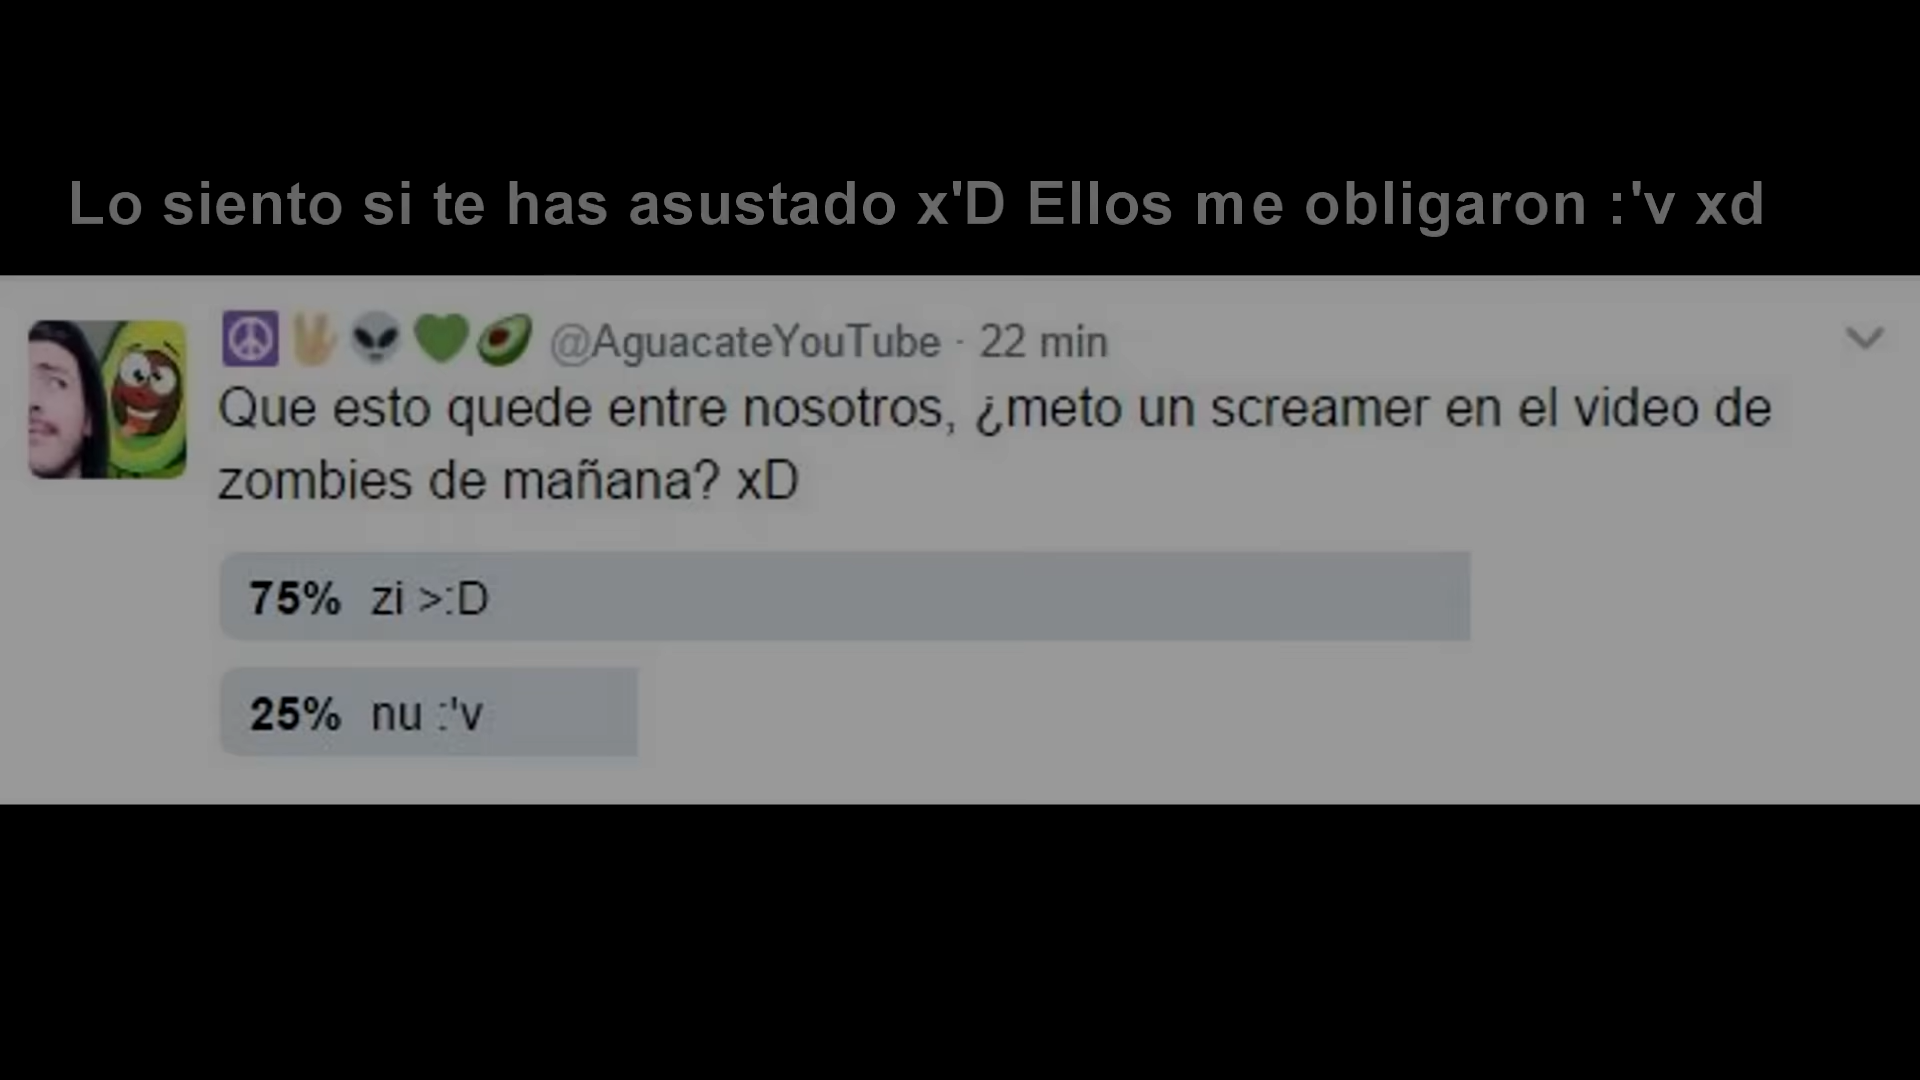 Lo siento si te has asustado x'D Ellos me obligaron :'v xd
☮️🖖🏼👽💚🥑 @AguacateYouTube · 22 min
Que esto quede entre nosotros, ¿meto un screamer en el video de
zombies de mañana? xD
75% zi >:D
25% nu :'v